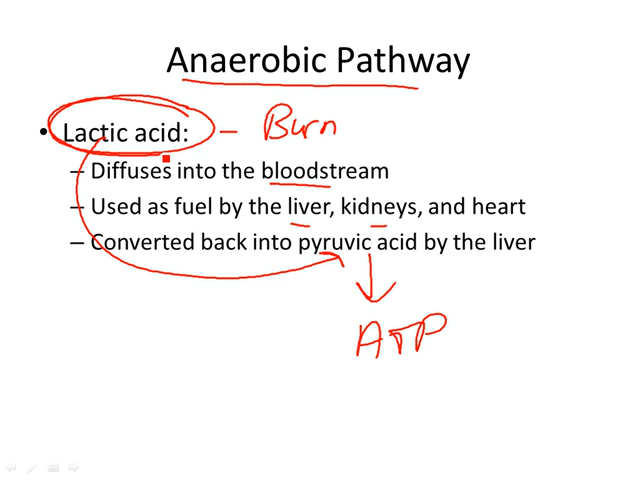 Anaerobic Pathway
• Lactic acid: – Burn
– Diffuses into the bloodstream
– Used as fuel by the liver, kidneys, and heart
– Converted back into pyruvic acid by the liver
ATP